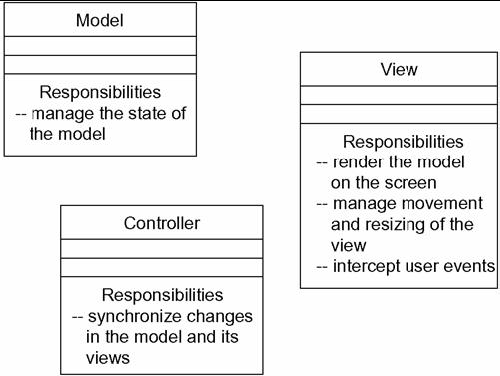 Model
Responsibilities
-- manage the state of
the model
View
Responsibilities
-- render the model
on the screen
-- manage movement
and resizing of the
view
-- intercept user events
Controller
Responsibilities
-- synchronize changes
in the model and its
views